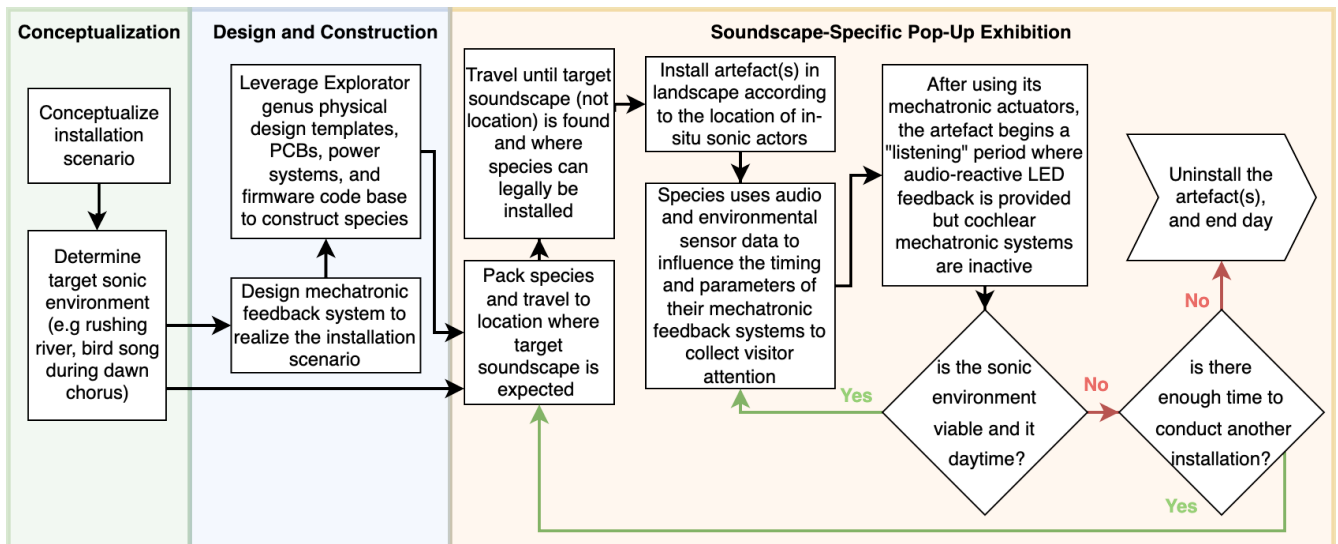 Conceptualization
Conceptualize
installation
scenario
Determine
target sonic
environment
(e.g rushing
river, bird song
during dawn
chorus)
Design and Construction
Leverage Explorator
genus physical
design templates,
PCBs, power
systems, and
firmware code base
to construct species
Design mechatronic
feedback system to
realize the installation
scenario
Soundscape-Specific Pop-Up Exhibition
Travel until target
soundscape (not
location) is found
and where
species can
legally be
installed
Pack species
and travel to
location where
target
soundscape is
expected
Install artefact(s) in
landscape according
to the location of in-
situ sonic actors
Species uses audio
and environmental
sensor data to
influence the timing
and parameters of
their mechatronic
feedback systems to
collect visitor
attention
After using its
mechatronic actuators,
the artefact begins a
"listening" period where
audio-reactive LED
feedback is provided
but cochlear
mechatronic systems
are inactive
is the sonic
environment
viable and it
daytime?
Yes
No
is there
enough time to
conduct another
installation?
No
Yes
Uninstall the
artefact(s),
and end day